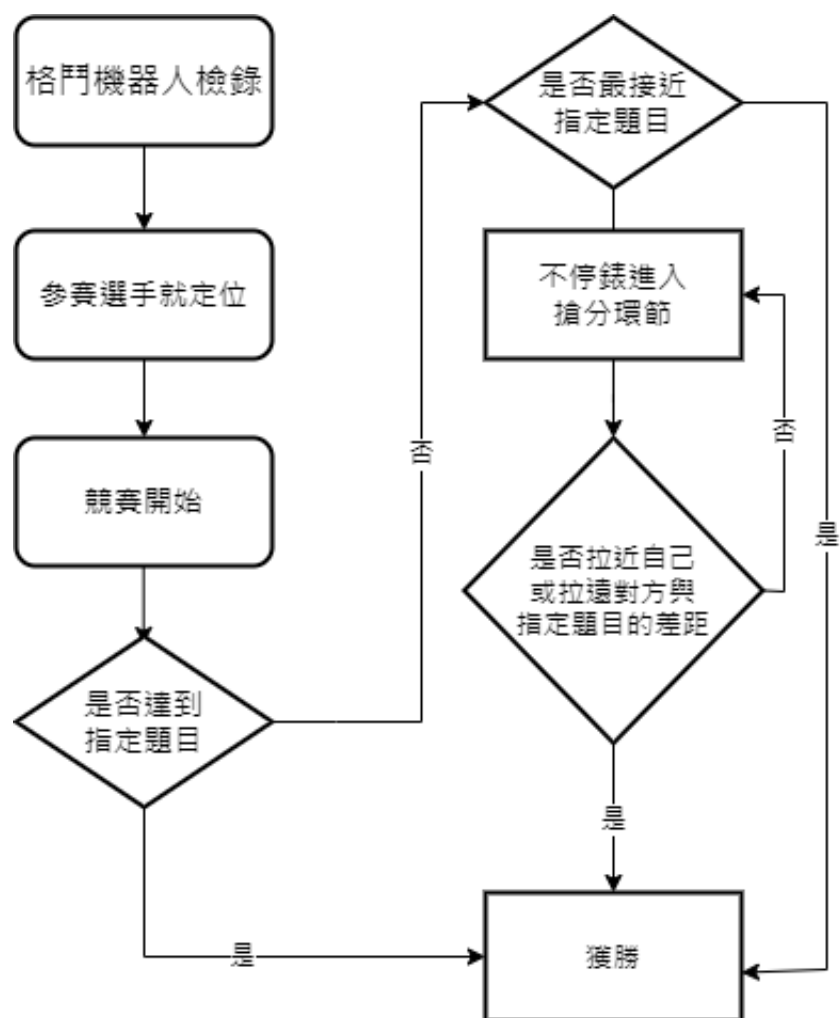 格鬥機器人檢錄
參賽選手就定位
競賽開始
是否達到
指定題目
是
否
是否最接近
指定題目
不停錶進入
搶分環節
否
是否拉近自己
或拉遠對方與
指定題目的差距
是
是
獲勝